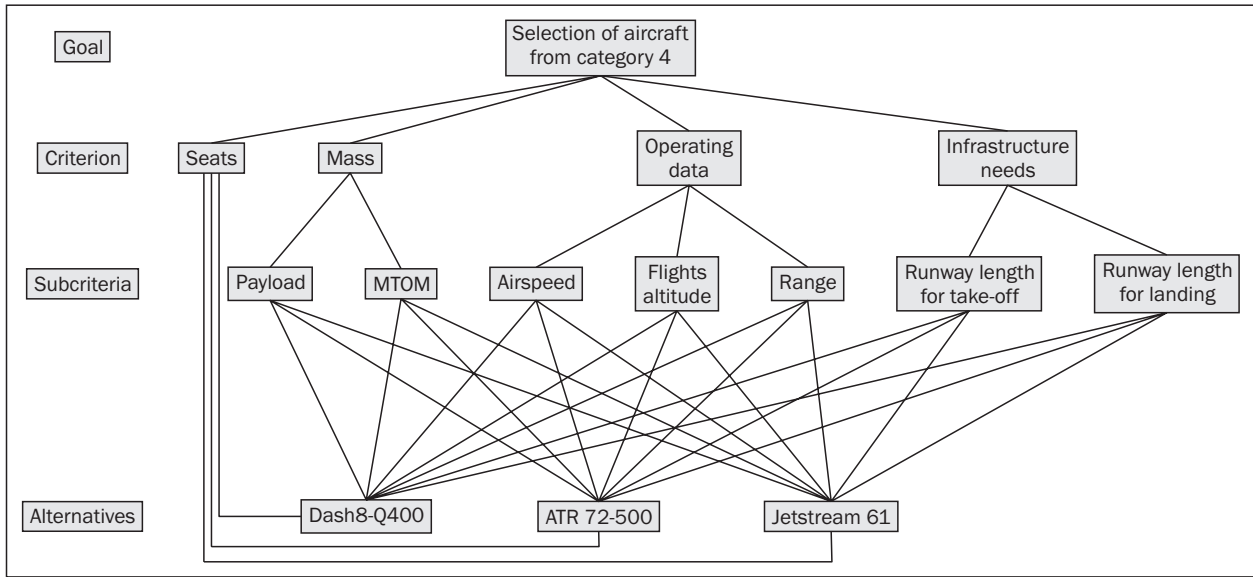 Goal
Selection of aircraft
from category 4
Criterion
Seats
Mass
Operating
data
Infrastructure
needs
Subcriteria
Payload
MTOM
Airspeed
Flights
altitude
Range
Runway length
for take-off
Runway length
for landing
Alternatives
Dash8-Q400
ATR 72-500
Jetstream 61